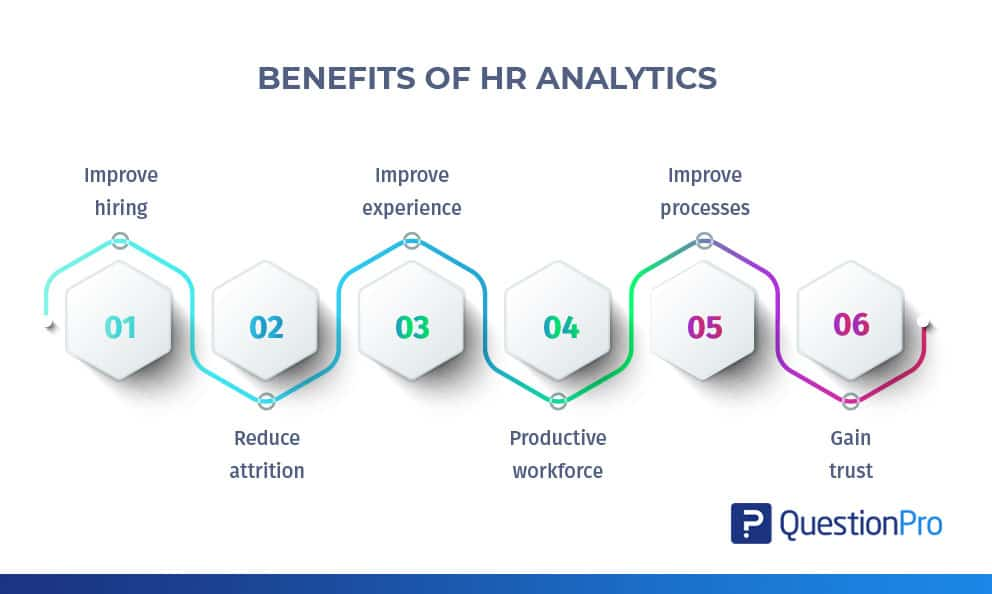 BENEFITS OF HR ANALYTICS
Improve
hiring
01
02
Reduce
attrition
Improve
experience
03
04
Productive
workforce
Improve
processes
05
06
Gain
trust
QuestionPro